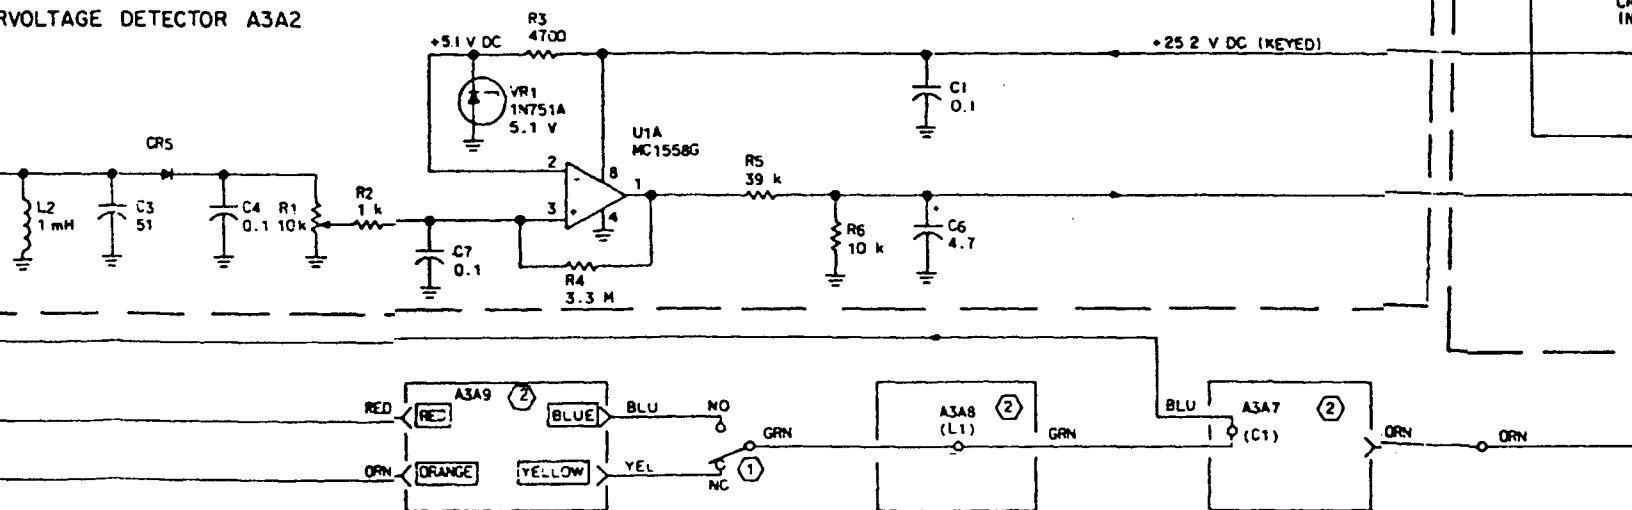 RVOLTAGE DETECTOR A3A2
R3
4700
+5.1 V DC
+25.2 V DC (KEYED)
VR1
1N751A
5.1 V
C1
0.1
CR5
U1A
MC1558G
2
8
1
3
4
R5
39 k
L2
1 mH
C3
51
C4
0.1
R1
10k
R2
1 k
C7
0.1
R4
3.3 M
R6
10 k
C6
4.7
A3A9
2
RED
RED
BLUE
BLU
NO
GRN
ORN
ORANGE
YELLOW
YEL
NC
1
A3A8
(L1)
2
GRN
BLU
A3A7
(C1)
2
ORN
ORN